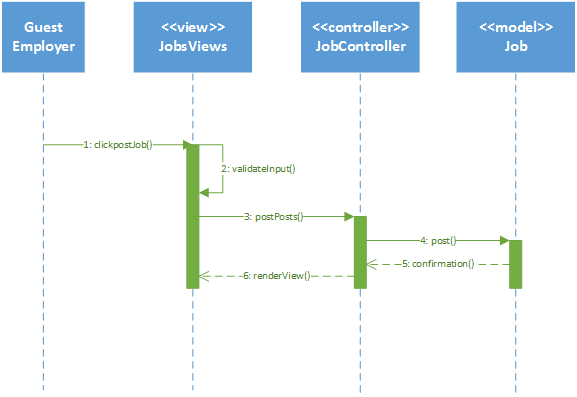 Guest
Employer
<<view>>
JobsViews
<<controller>>
JobController
<<model>>
Job
1: clickpostJob()
2: validateInput()
3: postPosts()
4: post()
5: confirmation()
6: renderView()